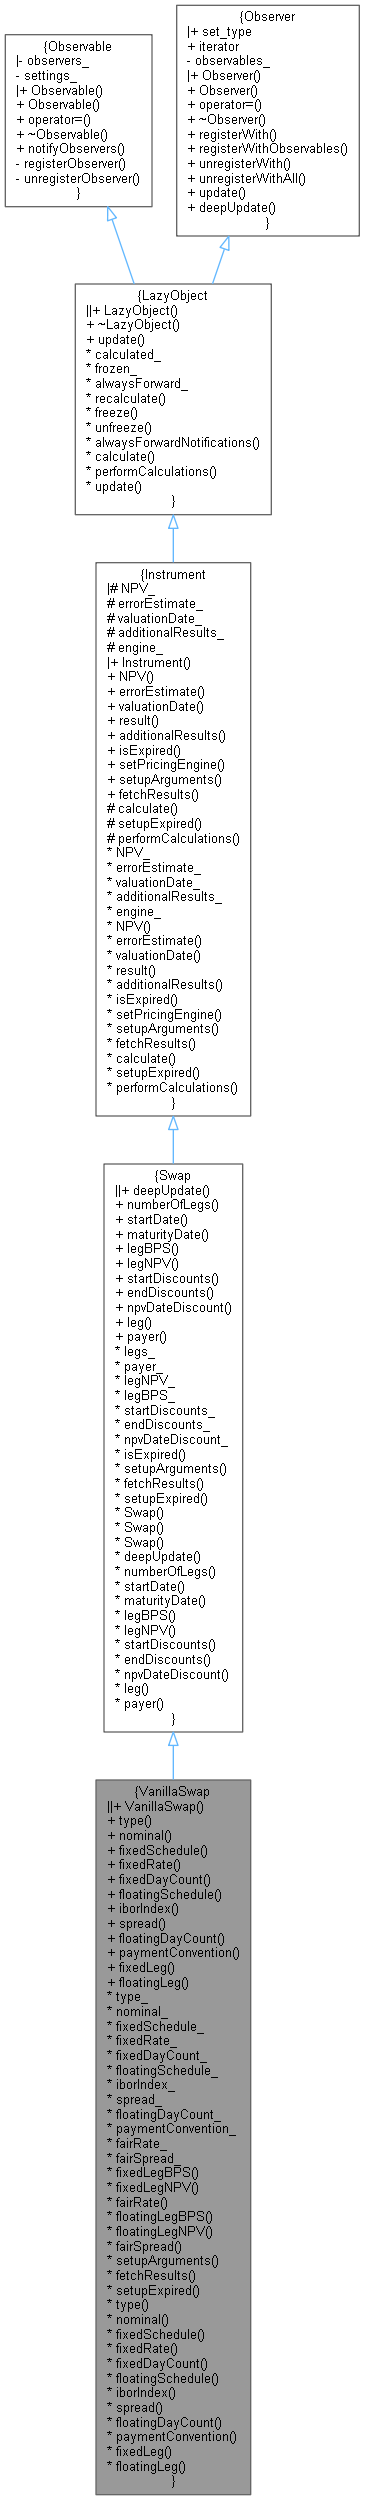 {Observable
|- observers_
- settings_
|+ Observable()
+ Observable()
+ operator=()
+ ~Observable()
+ notifyObservers()
- registerObserver()
- unregisterObserver()
}
{Observer
|+ set_type
+ iterator
- observables_
|+ Observer()
+ Observer()
+ operator=()
+ ~Observer()
+ registerWith()
+ registerWithObservables()
+ unregisterWith()
+ unregisterWithAll()
+ update()
+ deepUpdate()
}
{LazyObject
||+ LazyObject()
+ ~LazyObject()
+ update()
* calculated_
* frozen_
* alwaysForward_
* recalculate()
* freeze()
* unfreeze()
* alwaysForwardNotifications()
* calculate()
* performCalculations()
* update()
}
{Instrument
|# NPV_
# errorEstimate_
# valuationDate_
# additionalResults_
# engine_
|+ Instrument()
+ NPV()
+ errorEstimate()
+ valuationDate()
+ result()
+ additionalResults()
+ isExpired()
+ setPricingEngine()
+ setupArguments()
+ fetchResults()
# calculate()
# setupExpired()
# performCalculations()
* NPV_
* errorEstimate_
* valuationDate_
* additionalResults_
* engine_
* NPV()
* errorEstimate()
* valuationDate()
* result()
* additionalResults()
* isExpired()
* setPricingEngine()
* setupArguments()
* fetchResults()
* calculate()
* setupExpired()
* performCalculations()
}
{Swap
||+ deepUpdate()
+ numberOfLegs()
+ startDate()
+ maturityDate()
+ legBPS()
+ legNPV()
+ startDiscounts()
+ endDiscounts()
+ npvDateDiscount()
+ leg()
+ payer()
* legs_
* payer_
* legNPV_
* legBPS_
* startDiscounts_
* endDiscounts_
* npvDateDiscount_
* isExpired()
* setupArguments()
* fetchResults()
* setupExpired()
* Swap()
* Swap()
* Swap()
* deepUpdate()
* numberOfLegs()
* startDate()
* maturityDate()
* legBPS()
* legNPV()
* startDiscounts()
* endDiscounts()
* npvDateDiscount()
* leg()
* payer()
}
{VanillaSwap
||+ VanillaSwap()
+ type()
+ nominal()
+ fixedSchedule()
+ fixedRate()
+ fixedDayCount()
+ floatingSchedule()
+ iborIndex()
+ spread()
+ floatingDayCount()
+ paymentConvention()
+ fixedLeg()
+ floatingLeg()
* type_
* nominal_
* fixedSchedule_
* fixedRate_
* fixedDayCount_
* floatingSchedule_
* iborIndex_
* spread_
* floatingDayCount_
* paymentConvention_
* fairRate_
* fairSpread_
* fixedLegBPS()
* fixedLegNPV()
* fairRate()
* floatingLegBPS()
* floatingLegNPV()
* fairSpread()
* setupArguments()
* fetchResults()
* setupExpired()
* type()
* nominal()
* fixedSchedule()
* fixedRate()
* fixedDayCount()
* floatingSchedule()
* iborIndex()
* spread()
* floatingDayCount()
* paymentConvention()
* fixedLeg()
* floatingLeg()
}